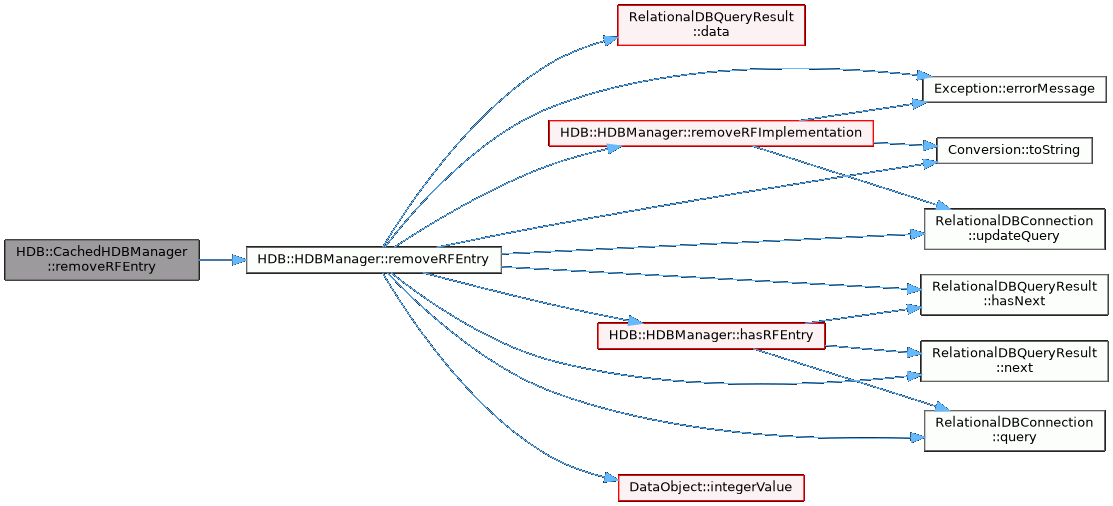 RelationalDBQueryResult
::data
Exception::errorMessage
HDB::HDBManager::removeRFImplementation
Conversion::toString
RelationalDBConnection
::updateQuery
HDB::CachedHDBManager
::removeRFEntry
HDB::HDBManager::removeRFEntry
RelationalDBQueryResult
::hasNext
HDB::HDBManager::hasRFEntry
RelationalDBQueryResult
::next
RelationalDBConnection
::query
DataObject::integerValue